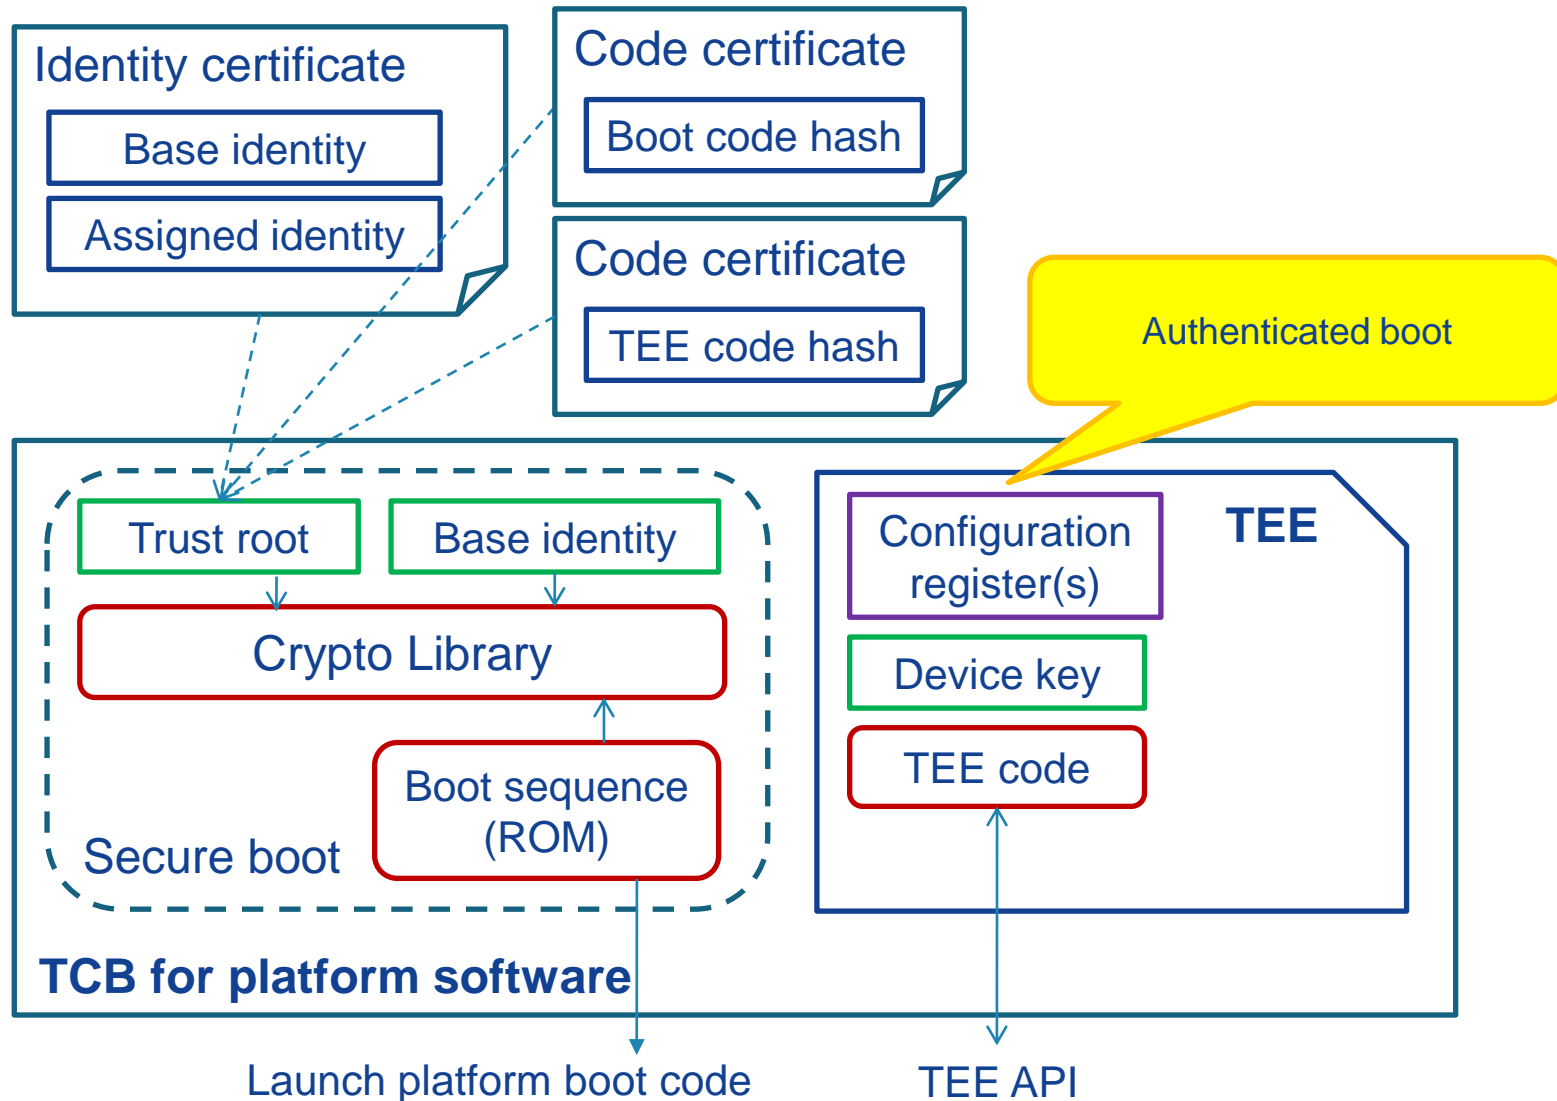 Identity certificate
Base identity
Assigned identity
Code certificate
Boot code hash
Code certificate
TEE code hash
Authenticated boot
Trust root
Base identity
Crypto Library
Boot sequence
(ROM)
Secure boot
TCB for platform software
Configuration
register(s)
TEE
Device key
TEE code
Launch platform boot code
TEE API